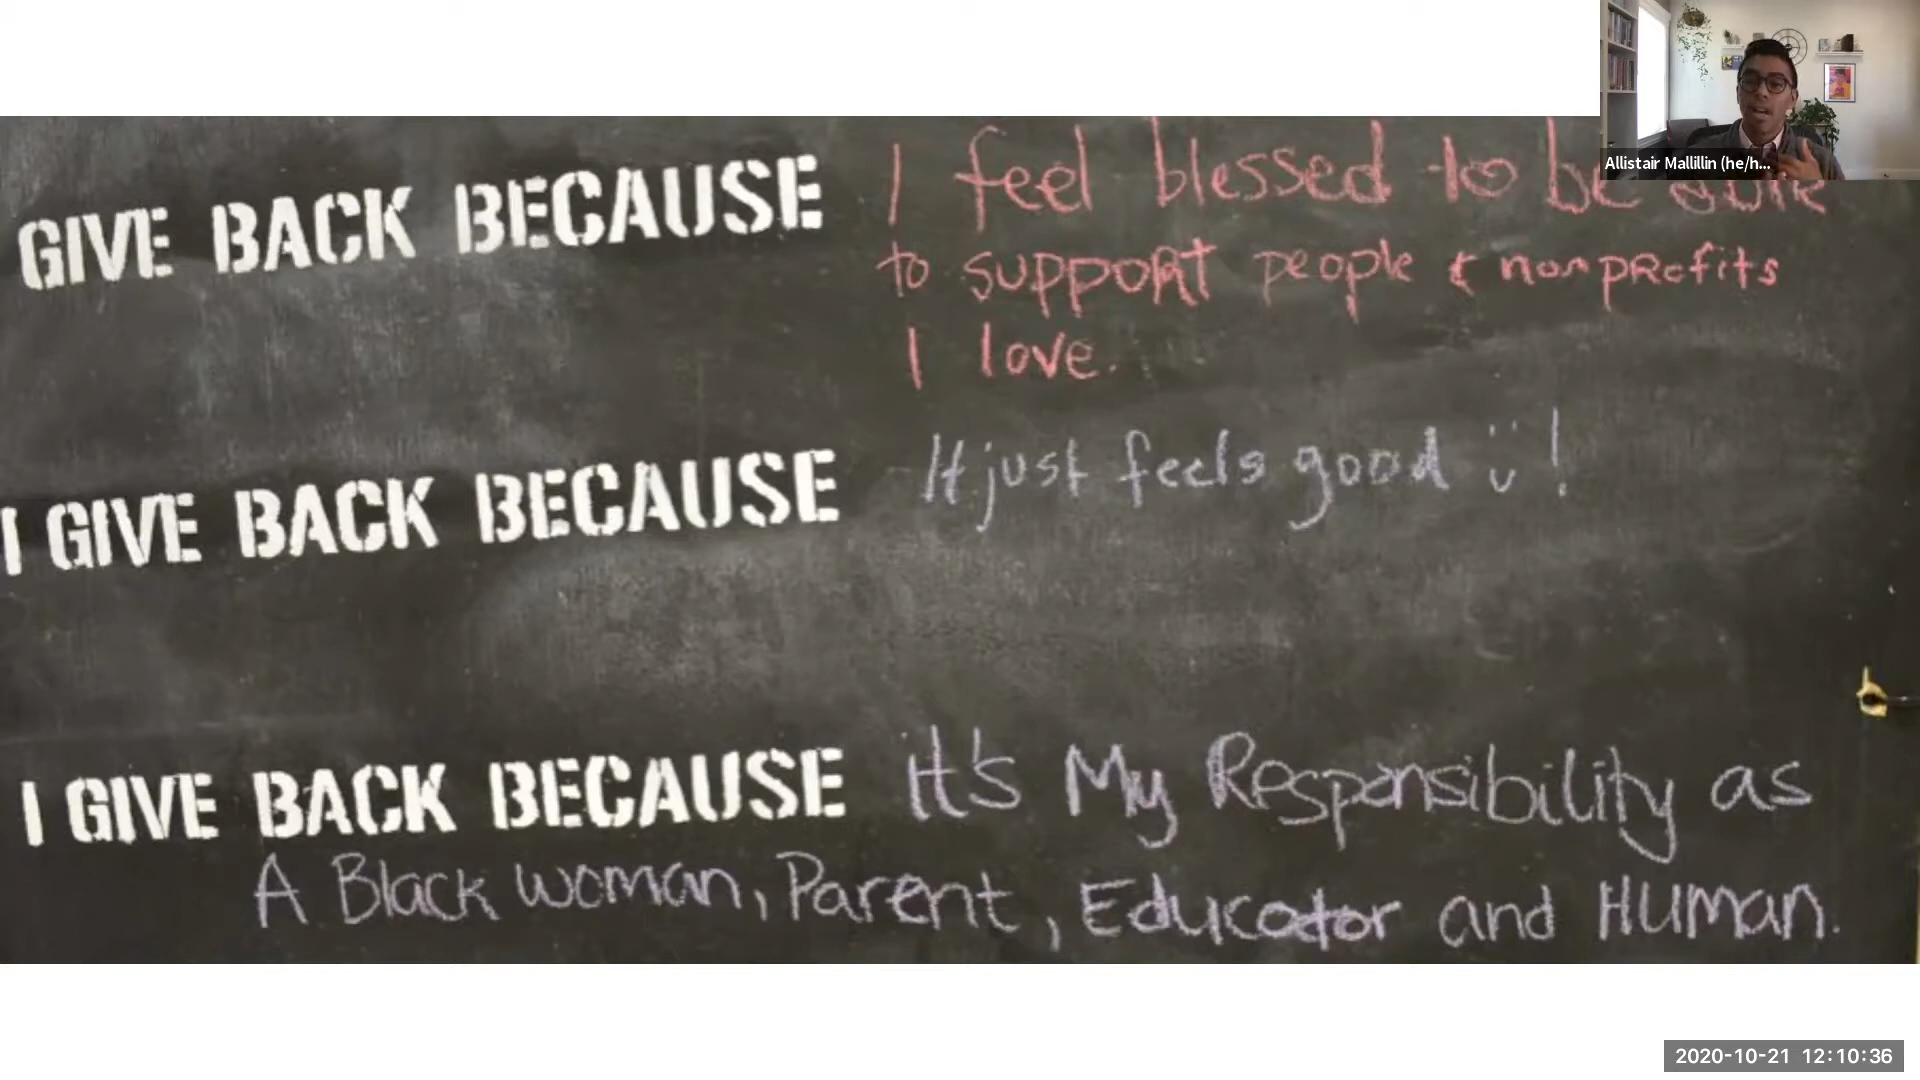 Allistair Mallillin (he/h...
GIVE BACK BECAUSE I feel blessed to be able
to support people & nonprofits
I love.
I GIVE BACK BECAUSE It just feels good !
I GIVE BACK BECAUSE it's My Responsibility as
A Black woman, Parent, Educator and Human.
2020-10-21 12:10:36